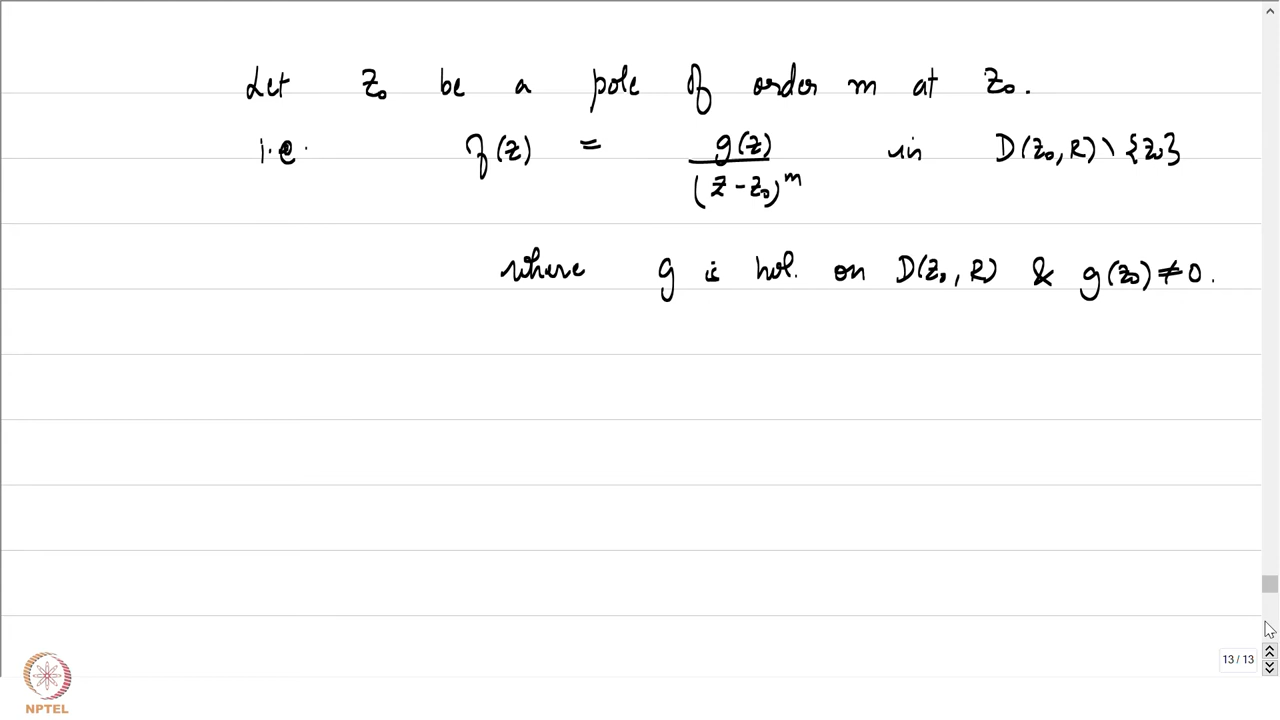 Let z₀ be a pole of order m at z₀.
i.e. f(z) = g(z)/(z - z₀)^m in D(z₀, R) \ {z₀}
where g is hol. on D(z₀, R) & g(z₀) ≠ 0.
13 / 13
NPTEL